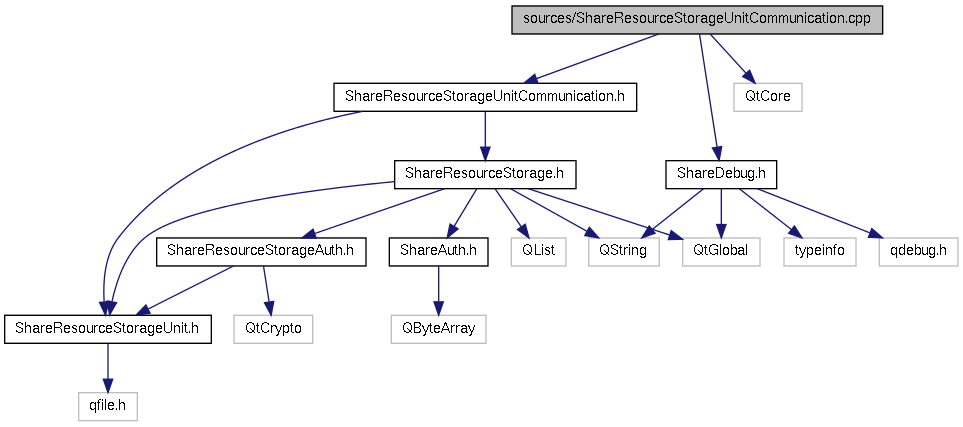 sources/ShareResourceStorageUnitCommunication.cpp
ShareResourceStorageUnitCommunication.h
QtCore
ShareResourceStorage.h
ShareDebug.h
ShareResourceStorageAuth.h
ShareAuth.h
QList
QString
QtGlobal
typeinfo
qdebug.h
ShareResourceStorageUnit.h
QtCrypto
QByteArray
qfile.h